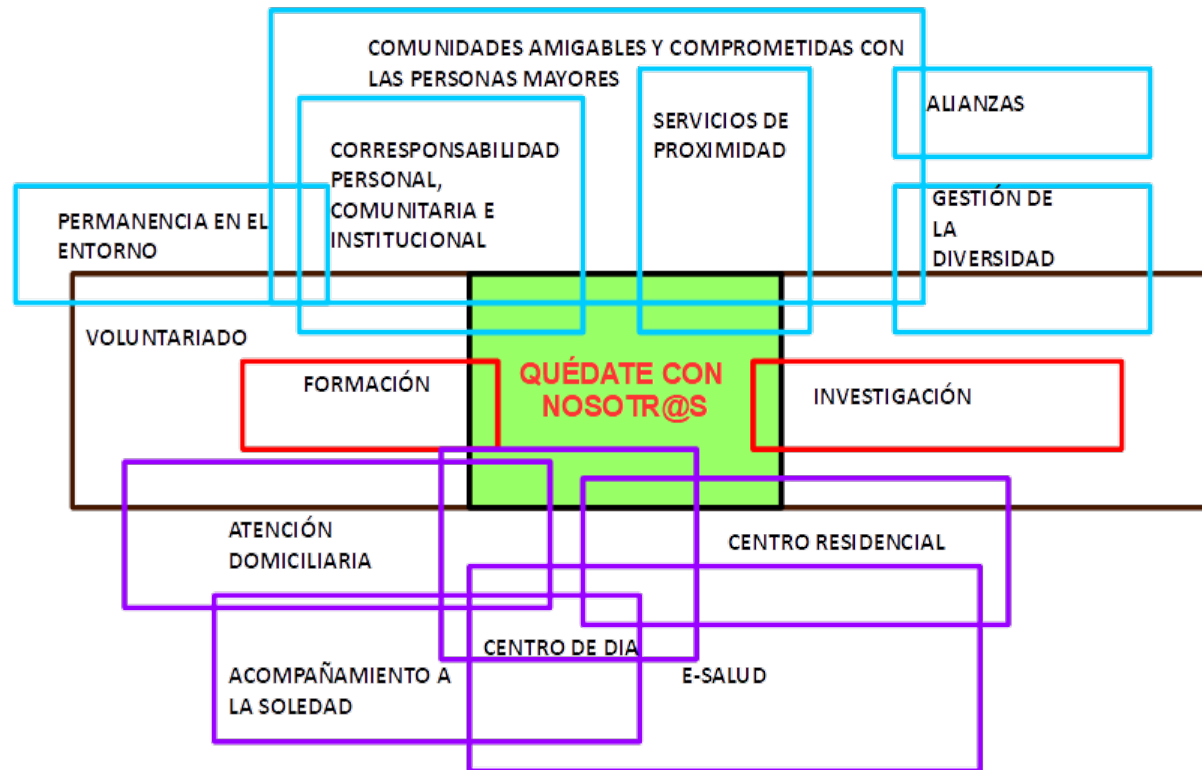 COMUNIDADES AMIGABLES Y COMPROMETIDAS CON
LAS PERSONAS MAYORES
ALIANZAS
SERVICIOS DE
PROXIMIDAD
CORRESPONSABILIDAD
PERSONAL,
COMUNITARIA E
INSTITUCIONAL
GESTIÓN DE
LA
DIVERSIDAD
PERMANENCIA EN EL
ENTORNO
VOLUNTARIADO
FORMACIÓN
QUÉDATE CON
NOSOTR@S
INVESTIGACIÓN
ATENCIÓN
DOMICILIARIA
CENTRO RESIDENCIAL
CENTRO DE DIA
E-SALUD
ACOMPAÑAMIENTO A
LA SOLEDAD